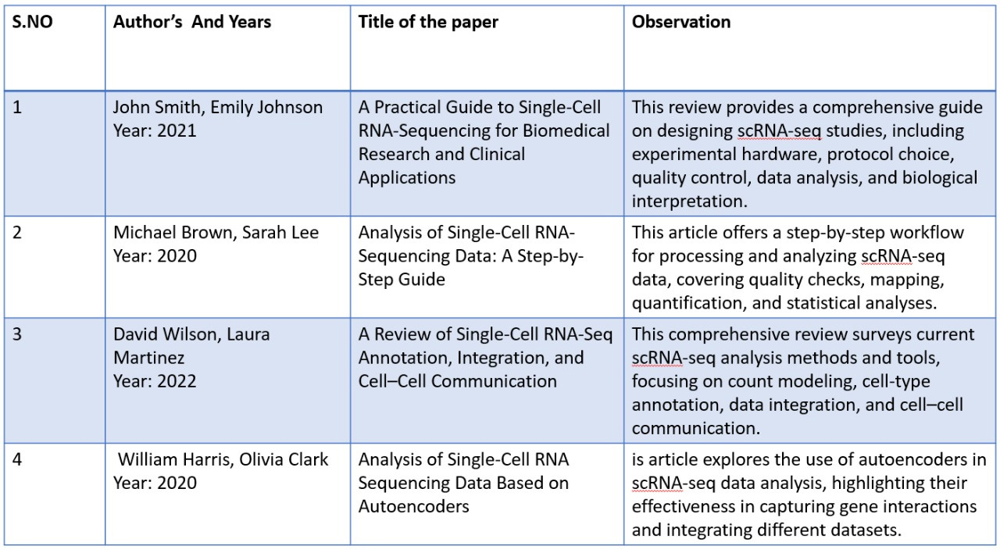 S.NO
Author's  And Years
Title of the paper
Observation
1
John Smith, Emily Johnson
Year: 2021
A Practical Guide to Single-Cell
RNA-Sequencing for Biomedical
Research and Clinical
Applications
This review provides a comprehensive guide
on designing scRNA-seq studies, including
experimental hardware, protocol choice,
quality control, data analysis, and biological
interpretation.
2
Michael Brown, Sarah Lee
Year: 2020
Analysis of Single-Cell RNA-
Sequencing Data: A Step-by-
Step Guide
This article offers a step-by-step workflow
for processing and analyzing scRNA-seq
data, covering quality checks, mapping,
quantification, and statistical analyses.
3
David Wilson, Laura
Martinez
Year: 2022
A Review of Single-Cell RNA-Seq
Annotation, Integration, and
Cell–Cell Communication
This comprehensive review surveys current
scRNA-seq analysis methods and tools,
focusing on count modeling, cell-type
annotation, data integration, and cell–cell
communication.
4
William Harris, Olivia Clark
Year: 2020
Analysis of Single-Cell RNA
Sequencing Data Based on
Autoencoders
is article explores the use of autoencoders in
scRNA-seq data analysis, highlighting their
effectiveness in capturing gene interactions
and integrating different datasets.